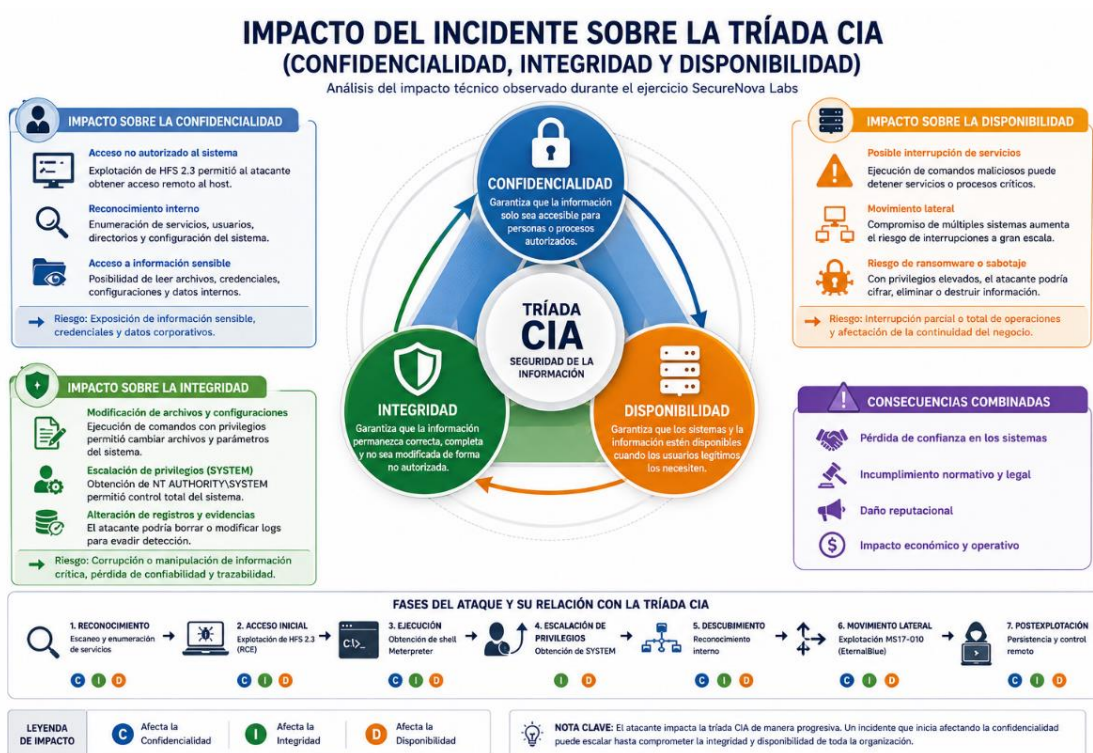 IMPACTO DEL INCIDENTE SOBRE LA TRÍADA CIA
(CONFIDENCIALIDAD, INTEGRIDAD Y DISPONIBILIDAD)
Análisis del impacto técnico observado durante el ejercicio SecureNova Labs
IMPACTO SOBRE LA CONFIDENCIALIDAD
Acceso no autorizado al sistema
Explotación de HFS 2.3 permitió al atacante
obtener acceso remoto al host.
Reconocimiento interno
Enumeración de servicios, usuarios,
directorios y configuración del sistema.
Acceso a información sensible
Posibilidad de leer archivos, credenciales,
configuraciones y datos internos.
Riesgo: Exposición de información sensible,
credenciales y datos corporativos.
IMPACTO SOBRE LA INTEGRIDAD
Modificación de archivos y configuraciones
Ejecución de comandos con privilegios
permitió cambiar archivos y parámetros
del sistema.
Escalación de privilegios (SYSTEM)
Obtención de NT AUTHORITY\SYSTEM
permitió control total del sistema.
Alteración de registros y evidencias
El atacante podría borrar o modificar logs
para evadir detección.
Riesgo: Corrupción o manipulación de información
crítica, pérdida de confiabilidad y trazabilidad.
CONFIDENCIALIDAD
Garantiza que la información
solo sea accesible para
personas o procesos
autorizados.
TRÍADA
CIA
SEGURIDAD DE LA
INFORMACIÓN
INTEGRIDAD
Garantiza que la información
permanezca correcta, completa
y no sea modificada de forma
no autorizada.
DISPONIBILIDAD
Garantiza que los sistemas y la
información estén disponibles
cuando los usuarios legítimos
los necesiten.
IMPACTO SOBRE LA DISPONIBILIDAD
Posible interrupción de servicios
Ejecución de comandos maliciosos puede
detener servicios o procesos críticos.
Movimiento lateral
Compromiso de múltiples sistemas aumenta
el riesgo de interrupciones a gran escala.
Riesgo de ransomware o sabotaje
Con privilegios elevados, el atacante podría
cifrar, eliminar o destruir información.
Riesgo: Interrupción parcial o total de operaciones
y afectación de la continuidad del negocio.
CONSECUENCIAS COMBINADAS
Pérdida de confianza en los sistemas
Incumplimiento normativo y legal
Daño reputacional
Impacto económico y operativo
FASES DEL ATAQUE Y SU RELACIÓN CON LA TRÍADA CIA
1. RECONOCIMIENTO
Escaneo y enumeración
de servicios
C I D
2. ACCESO INICIAL
Explotación de HFS 2.3
(RCE)
C I D
C:\>_
3. EJECUCIÓN
Obtención de shell
Meterpreter
C I D
4. ESCALACIÓN DE
PRIVILEGIOS
Obtención de SYSTEM
I D
5. DESCUBIMIENTO
Reconocimiento
interno
C I D
6. MOVIMIENTO LATERAL
Explotación MS17-010
(EternalBlue)
C I D
7. POSTEXPLOTACIÓN
Persistencia y control
remoto
C I D
LEYENDA
DE IMPACTO
C Afecta la
Confidencialidad
I Afecta la
Integridad
D Afecta la
Disponibilidad
NOTA CLAVE: El atacante impacta la tríada CIA de manera progresiva. Un incidente que inicia afectando la confidencialidad
puede escalar hasta comprometer la integridad y disponibilidad de toda la organización.